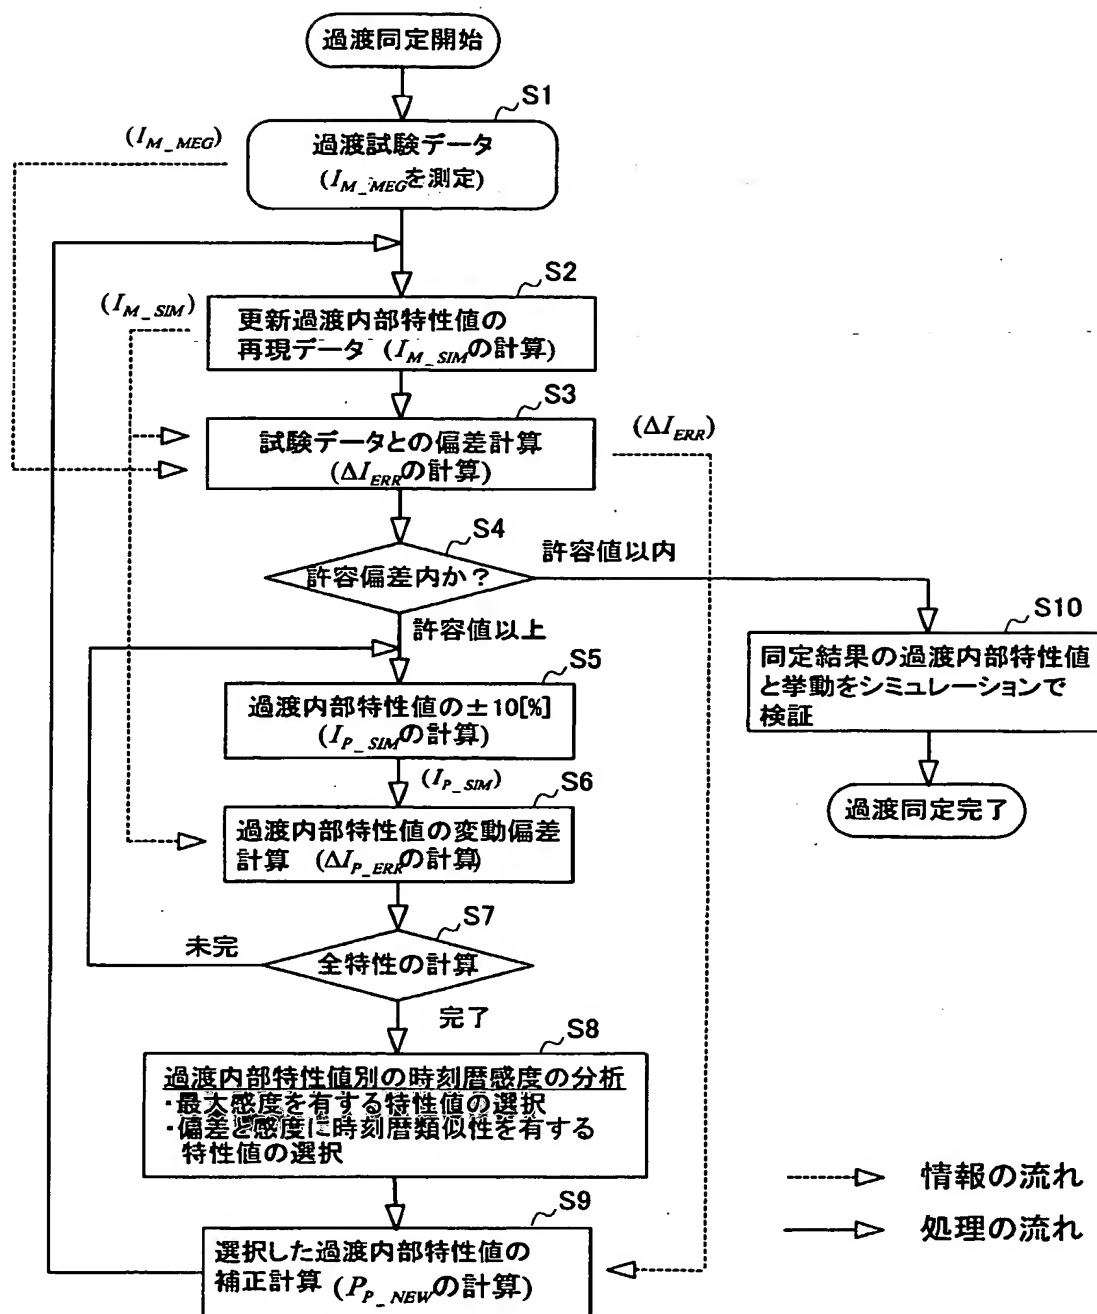 過渡同定開始
S1
(I_M_MEG)
過渡試験データ
(I_M_MEGを測定)
S2
(I_M_SIM)
更新過渡内部特性値の
再現データ (I_M_SIMの計算)
S3
試験データとの偏差計算
(ΔI_ERRの計算)
(ΔI_ERR)
S4
許容偏差内か?
許容値以内
許容値以上
S10
同定結果の過渡内部特性値
と挙動をシミュレーションで
検証
過渡同定完了
S5
過渡内部特性値の±10[%]
(I_P_SIMの計算)
(I_P_SIM)
S6
過渡内部特性値の変動偏差
計算 (ΔI_P_ERRの計算)
S7
未完
全特性の計算
完了
S8
過渡内部特性値別の時刻暦感度の分析
・最大感度を有する特性値の選択
・偏差と感度に時刻暦類似性を有する
特性値の選択
S9
選択した過渡内部特性値の
補正計算 (P_P_NEWの計算)
情報の流れ
処理の流れ